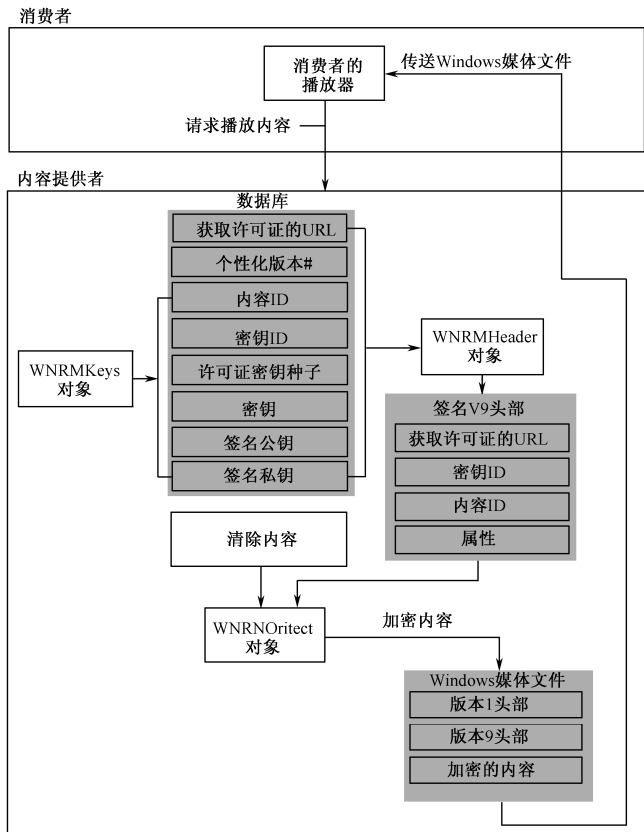 消费者
消费者的
播放器
传送Windows媒体文件
请求播放内容
内容提供者
数据库
获取许可证的URL
个性化版本#
内容ID
密钥ID
许可证密钥种子
密钥
签名公钥
签名私钥
WNRMKeys
对象
WNRMHeader
对象
签名V9头部
获取许可证的URL
密钥ID
内容ID
属性
清除内容
WNRNOritect
对象
加密内容
Windows媒体文件
版本1头部
版本9头部
加密的内容